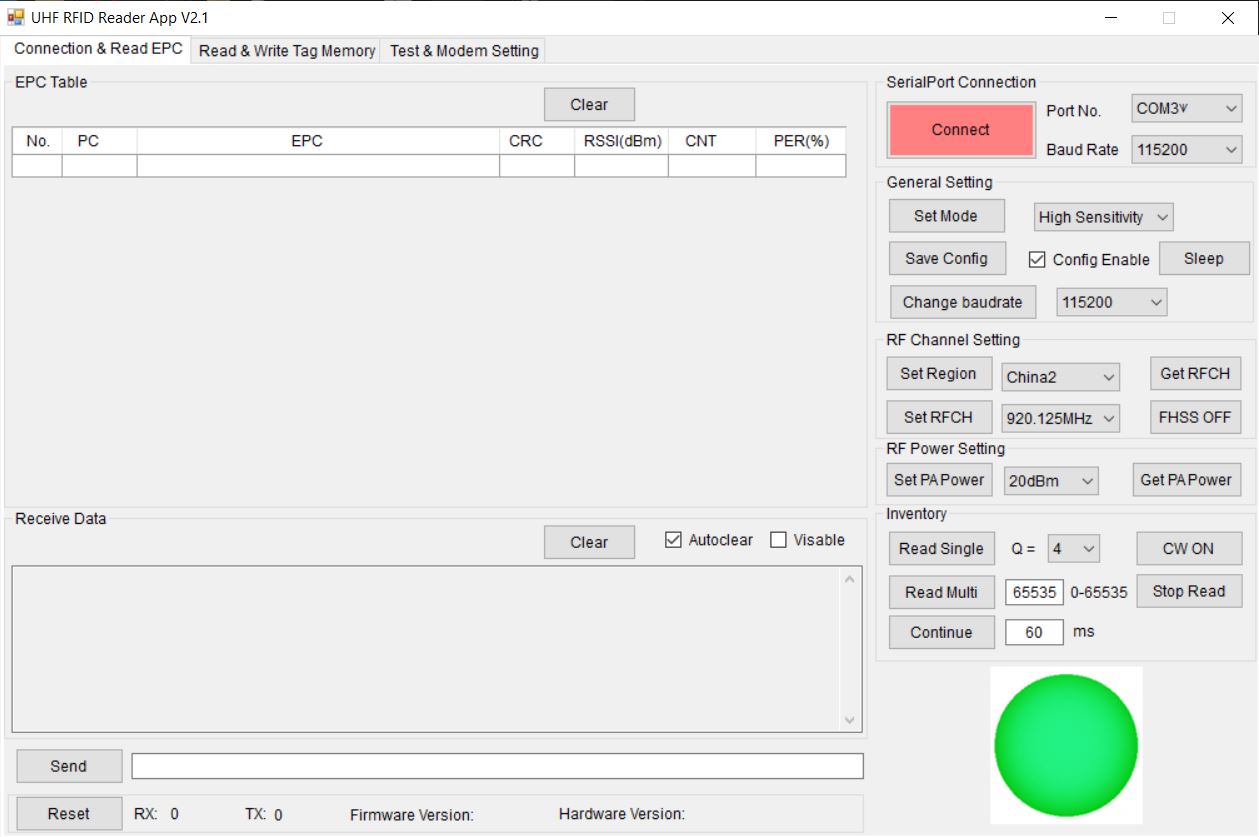 UHF RFID Reader App V2.1
Connection & Read EPC Read & Write Tag Memory Test & Modem Setting
EPC Table
Clear
No. PC EPC CRC RSSI(dBm) CNT PER(%)
SerialPort Connection
Connect
Port No. COM3
Baud Rate 115200
General Setting
Set Mode High Sensitivity
Save Config Config Enable Sleep
Change baudrate 115200
RF Channel Setting
Set Region China2 Get RFCH
Set RFCH 920.125MHz FHSS OFF
RF Power Setting
Set PA Power 20dBm Get PA Power
Inventory
Read Single Q = 4 CW ON
Read Multi 65535 0-65535 Stop Read
Continue 60 ms
Receive Data
Clear Autoclear Visable
Send
Reset RX: 0 TX: 0 Firmware Version: Hardware Version: